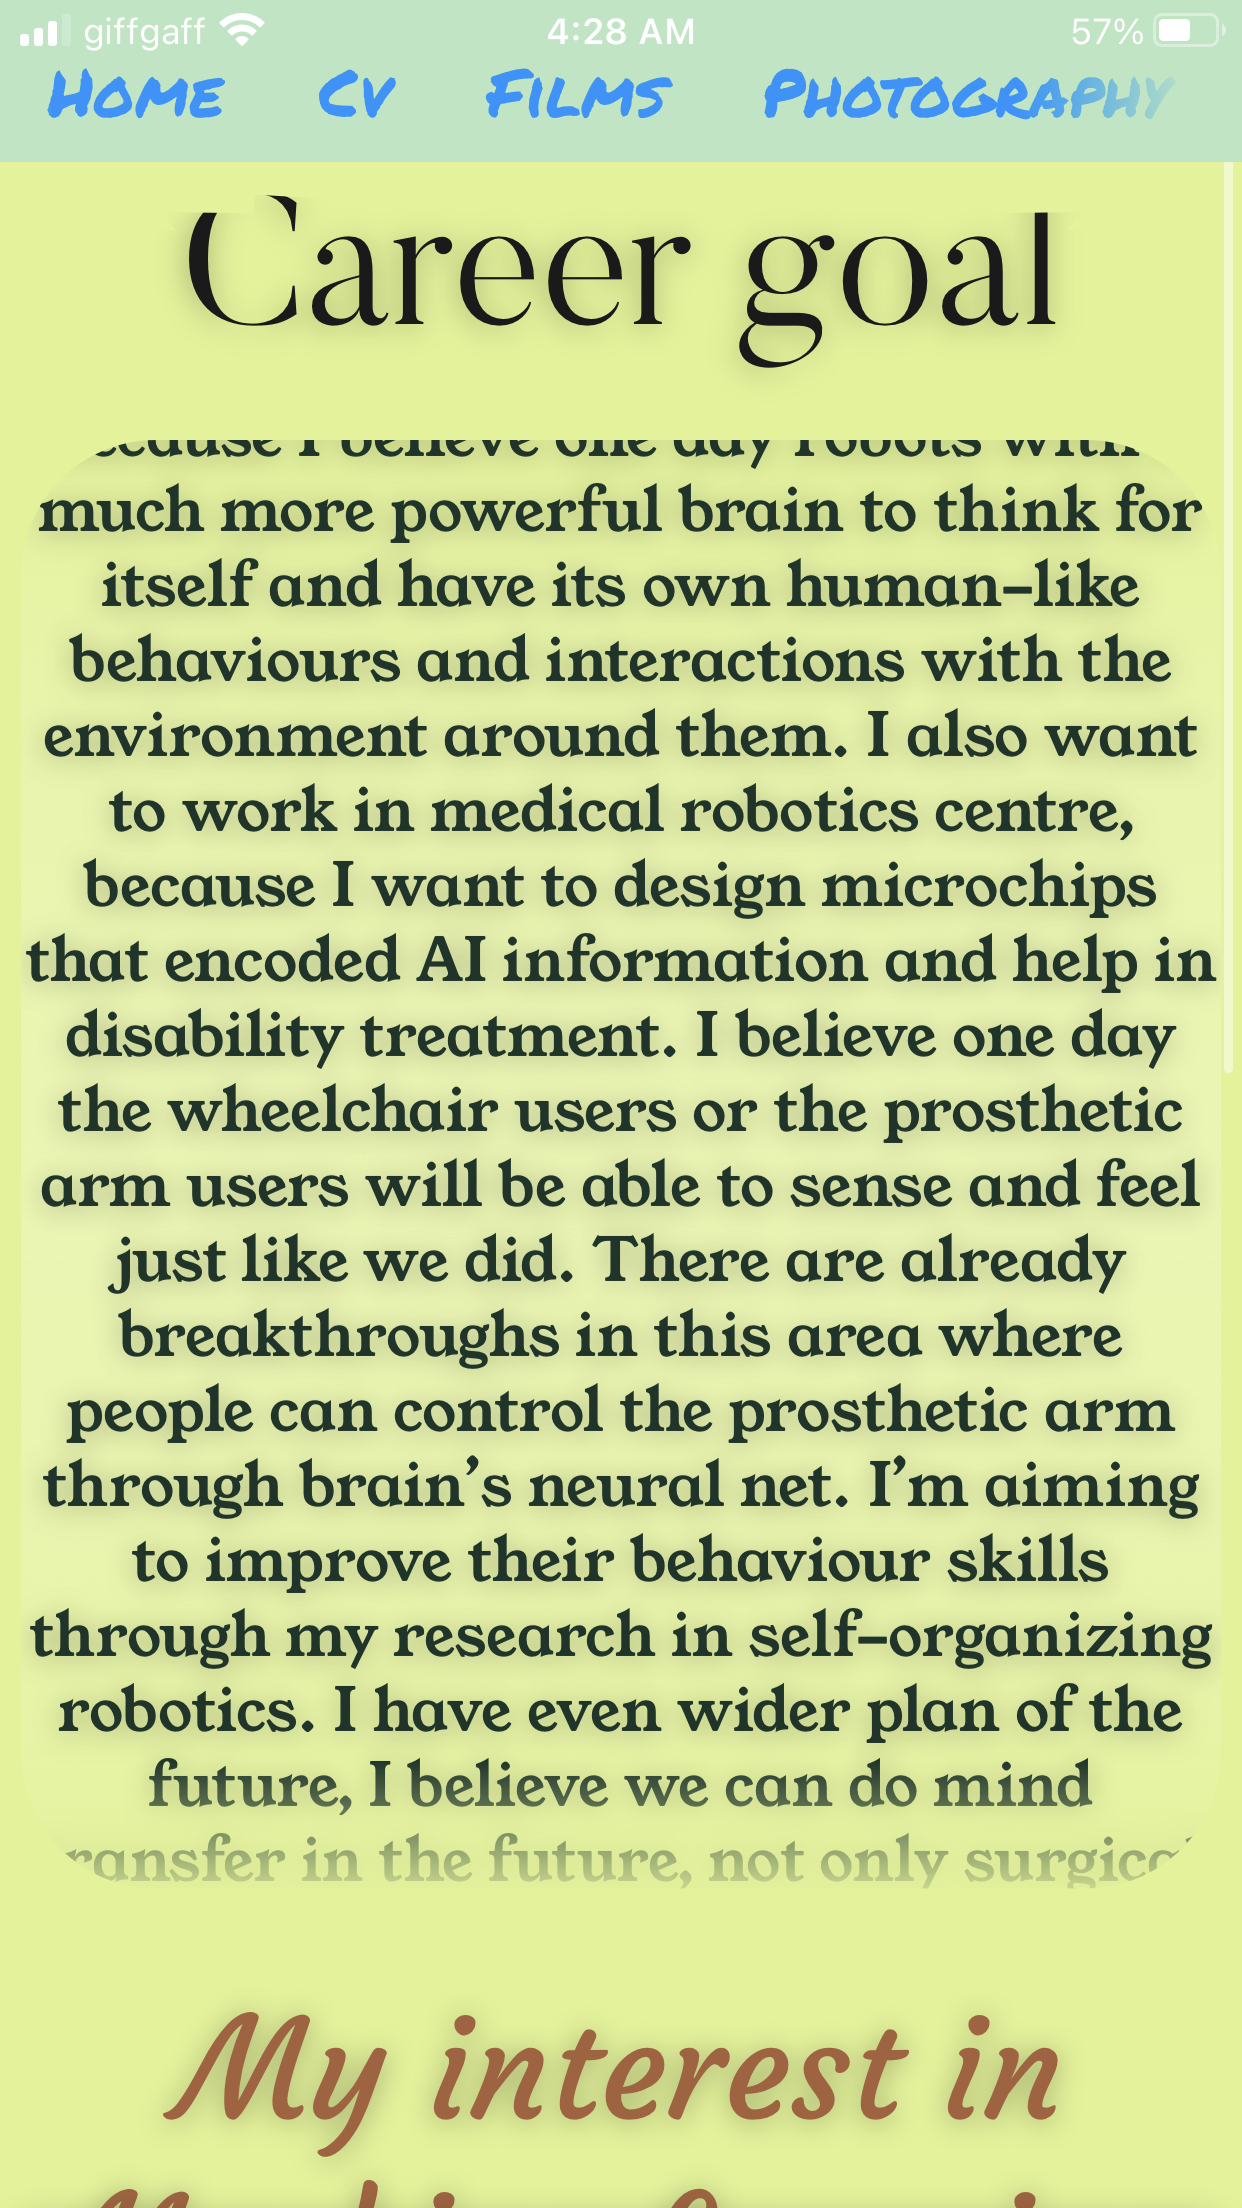 giffgaff 4:28 AM 57%
Home Cv Films Photography
Career goal
I believe one day robots with
much more powerful brain to think for
itself and have its own human-like
behaviours and interactions with the
environment around them. I also want
to work in medical robotics centre,
because I want to design microchips
that encoded AI information and help in
disability treatment. I believe one day
the wheelchair users or the prosthetic
arm users will be able to sense and feel
just like we did. There are already
breakthroughs in this area where
people can control the prosthetic arm
through brain's neural net. I'm aiming
to improve their behaviour skills
through my research in self-organizing
robotics. I have even wider plan of the
future, I believe we can do mind
ransfer in the future, not only
My interest in